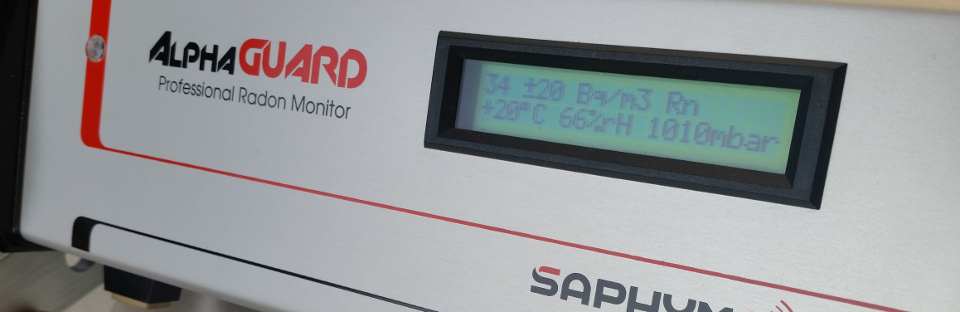 ALPHAGUARD
Professional Radon Monitor
34 ±20 Bq/m3 Rn
+20°C 66%rH 1010mbar